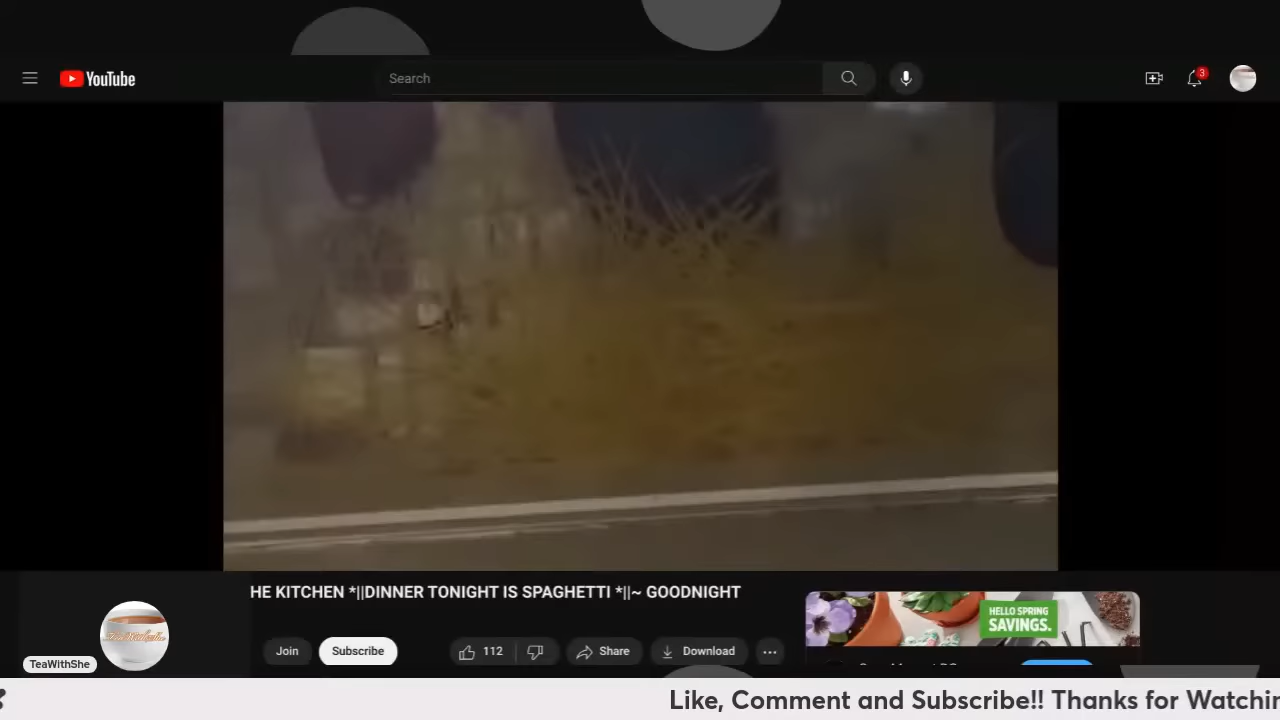 YouTube
Search
3
HE KITCHEN *||DINNER TONIGHT IS SPAGHETTI *||~ GOODNIGHT
HELLO SPRING
SAVINGS.
Join
Subscribe
112
Share
Download
TeaWithShe
Like, Comment and Subscribe!! Thanks for Watchin